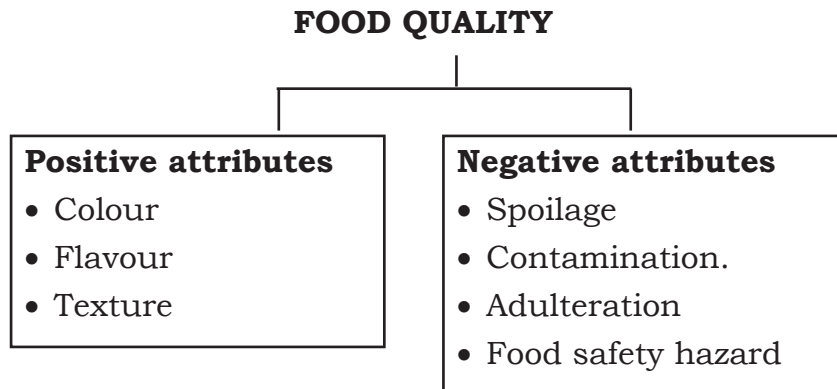 FOOD QUALITY
Positive attributes
• Colour
• Flavour
• Texture
Negative attributes
• Spoilage
• Contamination.
• Adulteration
• Food safety hazard